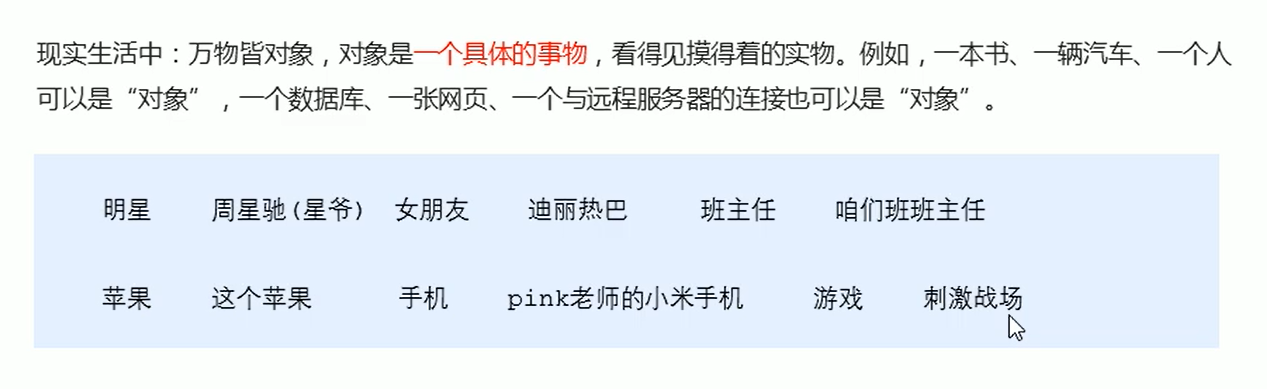 现实生活中：万物皆对象，对象是一个具体的事物，看得见摸得着的实物。例如，一本书、一辆汽车、一个人
可以是“对象”，一个数据库、一张网页、一个与远程服务器的连接也可以是“对象”。
明星 周星驰(星爷) 女朋友 迪丽热巴 班主任 咱们班班主任
苹果 这个苹果 手机 pink老师的小米手机 游戏 刺激战场